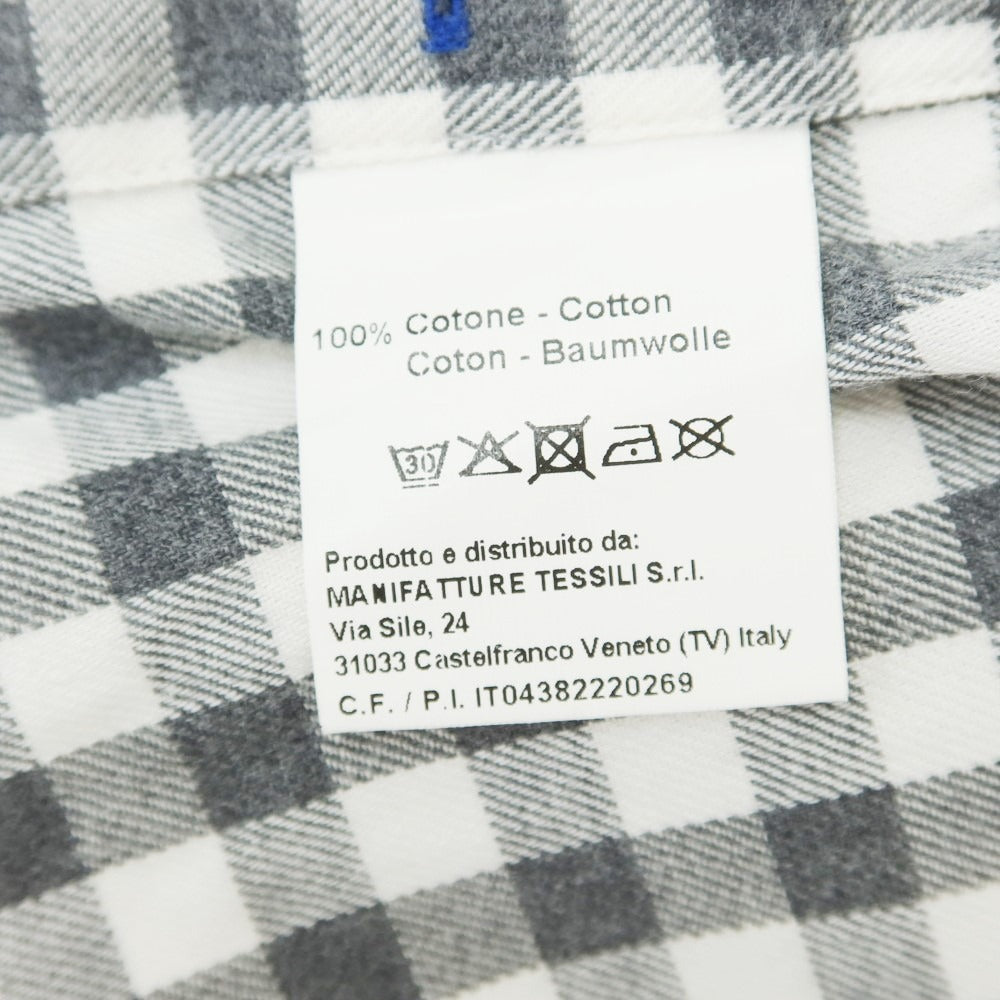 100% Cotone - Cotton
Coton - Baumwolle
30
Prodotto e distribuito da:
MANIFATTURE TESSILI S.r.l.
Via Sile, 24
31033 Castelfranco Veneto (TV) Italy
C.F. / P.I. IT04382220269